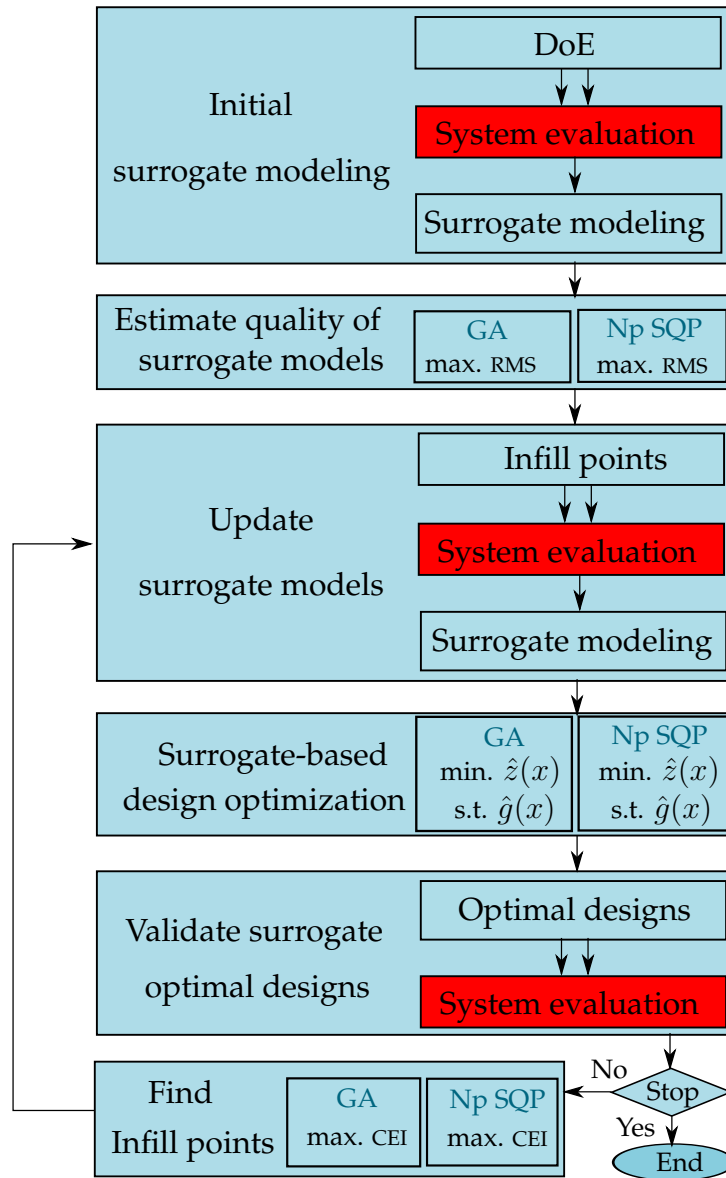 DoE
Initial
surrogate modeling
System evaluation
Surrogate modeling
Estimate quality of
surrogate models
GA
max. RMS
Np SQP
max. RMS
Infill points
Update
surrogate models
System evaluation
Surrogate modeling
Surrogate-based
design optimization
GA
min. ẑ(x)
s.t. ĝ(x)
Np SQP
min. ẑ(x)
s.t. ĝ(x)
Optimal designs
Validate surrogate
optimal designs
System evaluation
No
Stop
Yes
End
Find
Infill points
GA
max. CEI
Np SQP
max. CEI